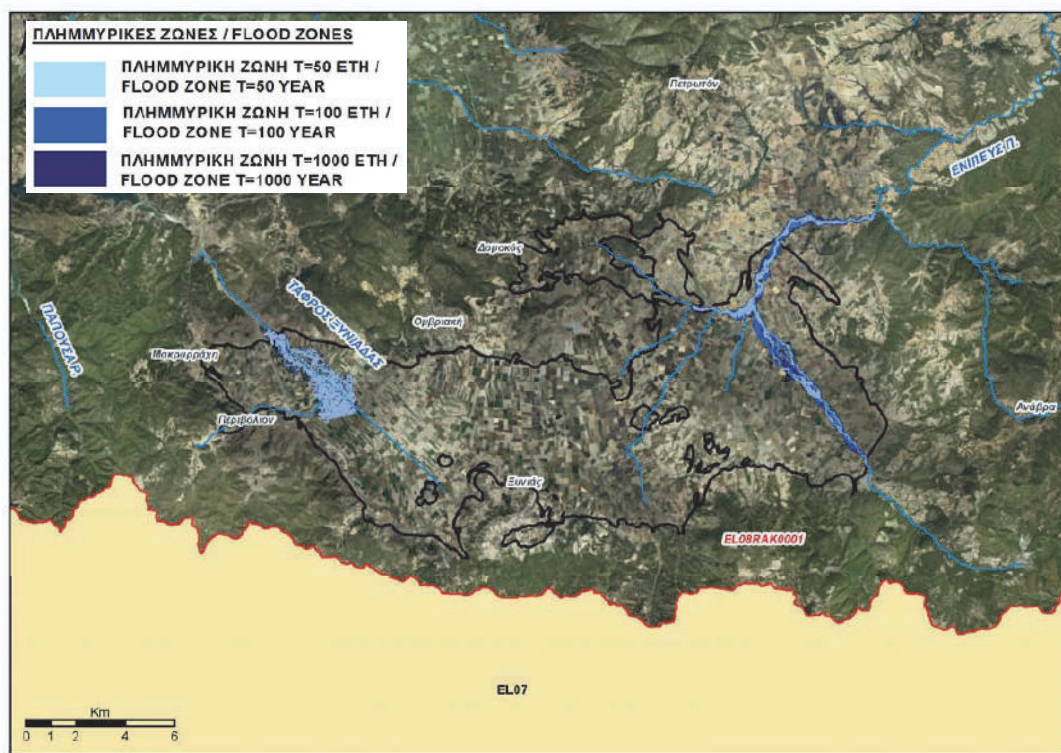 ΠΛΗΜΜΥΡΙΚΕΣ ΖΩΝΕΣ / FLOOD ZONES
ΠΛΗΜΜΥΡΙΚΗ ΖΩΝΗ T=50 ΕΤΗ /
FLOOD ZONE T=50 YEAR
ΠΛΗΜΜΥΡΙΚΗ ΖΩΝΗ T=100 ΕΤΗ /
FLOOD ZONE T=100 YEAR
ΠΛΗΜΜΥΡΙΚΗ ΖΩΝΗ T=1000 ΕΤΗ /
FLOOD ZONE T=1000 YEAR
Πετρωτόν
ΕΝΙΠΕΥΣ Π.
Δομοκός
ΤΑΦΡΟΣ ΞΥΝΙΑΔΑΣ
ΠΑΠΟΥΣΑΡ.
Ομβριακή
Μακρυρράχη
Περιβόλιον
Ανάβρα
Ξυνιάς
EL08RAK0001
EL07
Km
0 1 2 4 6